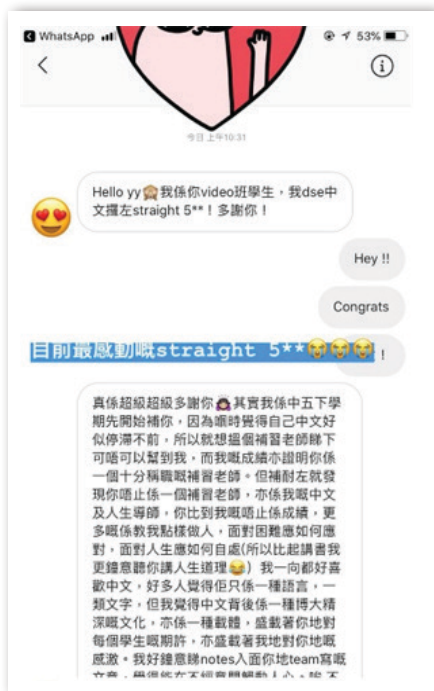 WhatsApp 53%
今日 上午10:31
Hello yy🙈我係你video班學生，我dse中
文攞左straight 5**！多謝你！
Hey !!
Congrats
目前最感動嘅straight 5**😭😭😭 !
真係超級超級多謝你🙇🏻‍♀️其實我係中五下學
期先開始補你，因為嗰時覺得自己中文好
似停滯不前，所以就想搵個補習老師睇下
可唔可以幫到我，而我嘅成績亦證明你係
一個十分稱職嘅補習老師。但補耐左就發
現你唔止係一個補習老師，亦係我嘅中文
及人生導師，你比到我嘅唔止係成績，更
多嘅係教我點樣做人，面對困難應如何應
對，面對人生應如何自處(所以比起講書我
更鐘意聽你講人生道理😂）我一向都好喜
歡中文，好多人覺得佢只係一種語言，一
類文字，但我覺得中文背後係一種博大精
深嘅文化，亦係一種載體，盛載著你地對
每個學生嘅期許，亦盛載著我地對你地嘅
感激。我好鐘意睇notes入面你地team寫嘅
文章，覺得能在不經意間觸動人心。唉 不